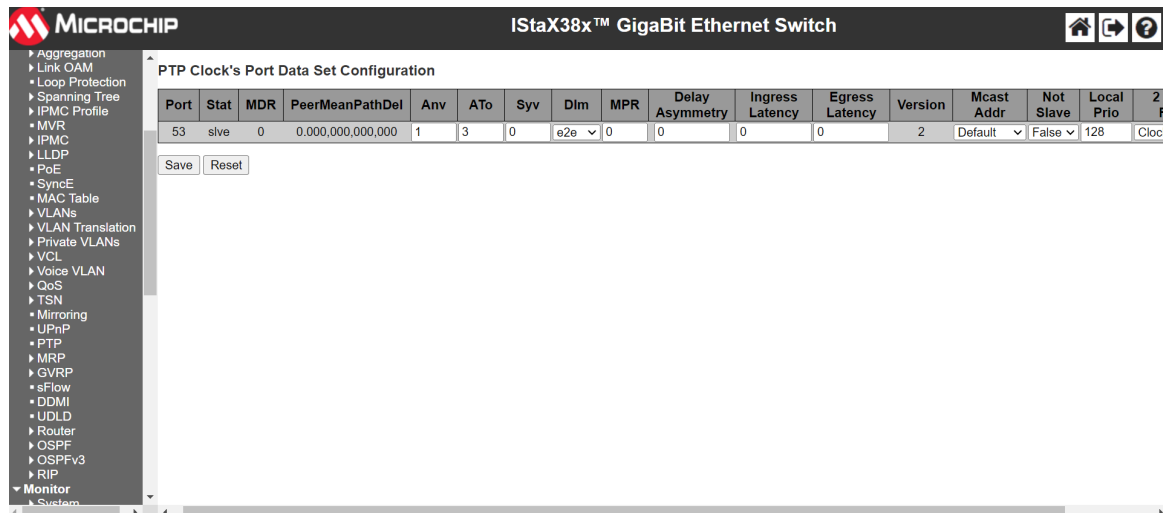 MICROCHIP
IStaX38x™ GigaBit Ethernet Switch
Aggregation
Link OAM
Loop Protection
Spanning Tree
IPMC Profile
MVR
IPMC
LLDP
PoE
SyncE
MAC Table
VLANs
VLAN Translation
Private VLANs
VCL
Voice VLAN
QoS
TSN
Mirroring
UPnP
PTP
MRP
GVRP
sFlow
DDMI
UDLD
Router
OSPF
OSPFv3
RIP
Monitor
System
PTP Clock's Port Data Set Configuration
Port Stat MDR PeerMeanPathDel Anv ATo Syv Dlm MPR Delay Asymmetry Ingress Latency Egress Latency Version Mcast Addr Not Slave Local Prio 2
53 slve 0 0.000,000,000,000 1 3 0 e2e 0 0 0 0 2 Default False 128 Cloc
Save Reset